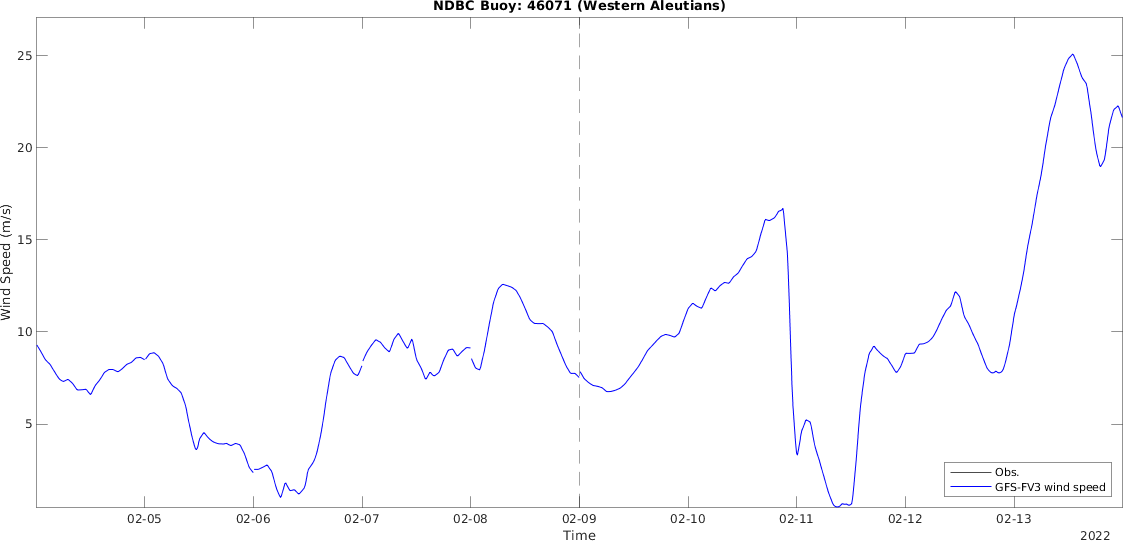 NDBC Buoy: 46071 (Western Aleutians)
25
20
15
10
5
Wind Speed (m/s)
02-05 02-06 02-07 02-08 02-09 02-10 02-11 02-12 02-13
Time
2022
Obs.
GFS-FV3 wind speed